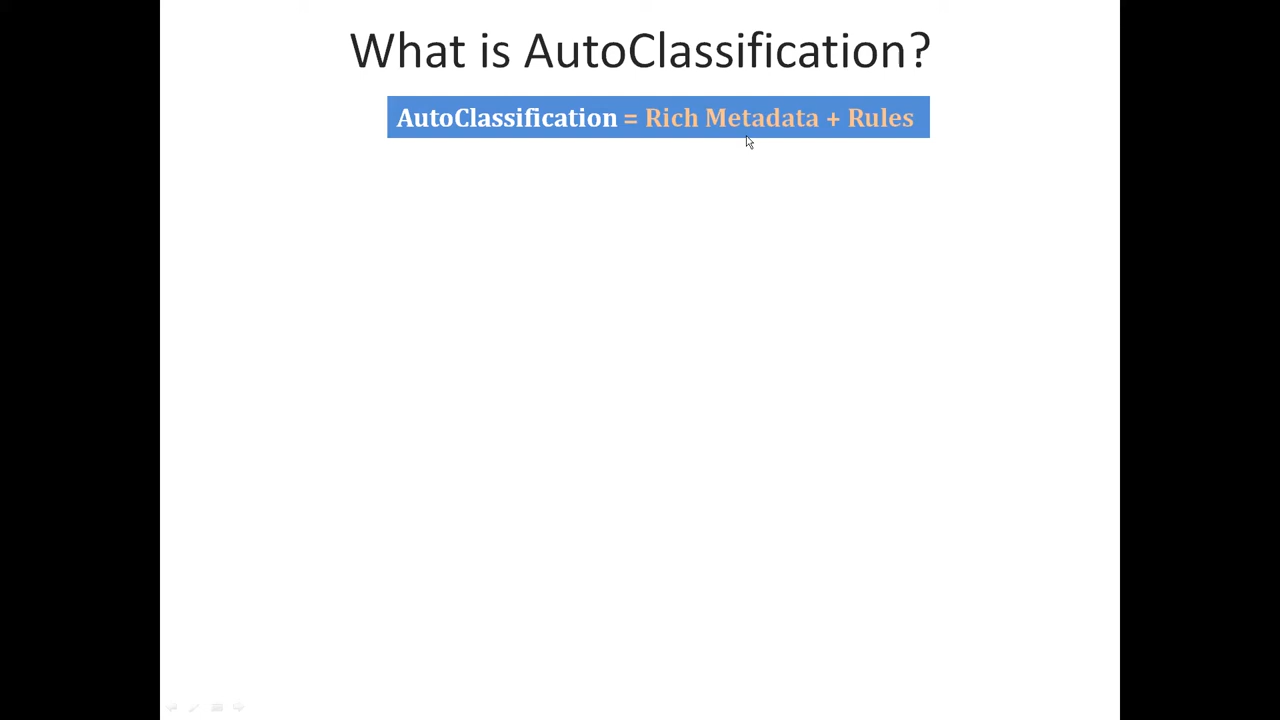 What is AutoClassification?
AutoClassification = Rich Metadata + Rules